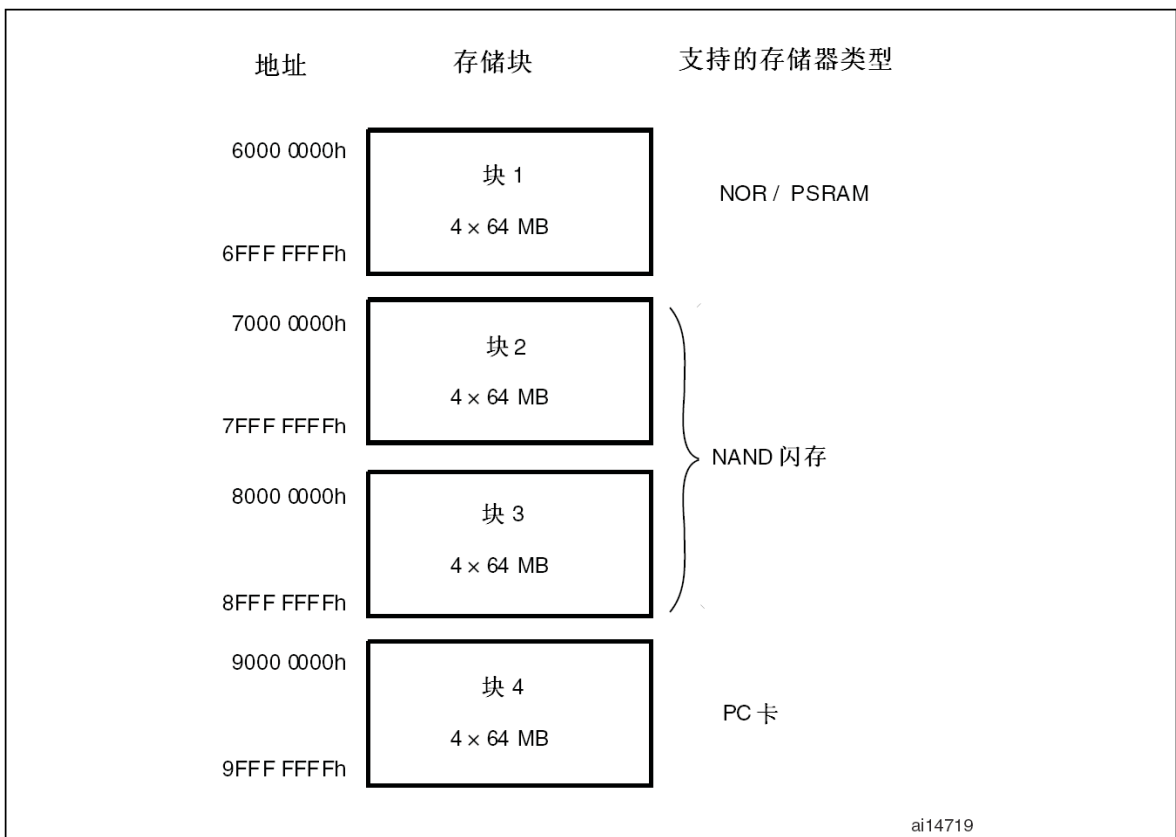 地址 存储块 支持的存储器类型
6000 0000h
块 1
NOR / PSRAM
4 × 64 MB
6FFF FFFFh
7000 0000h
块 2
4 × 64 MB
7FFF FFFFh
NAND 闪存
8000 0000h
块 3
4 × 64 MB
8FFF FFFFh
9000 0000h
块 4
PC 卡
4 × 64 MB
9FFF FFFFh
ai14719